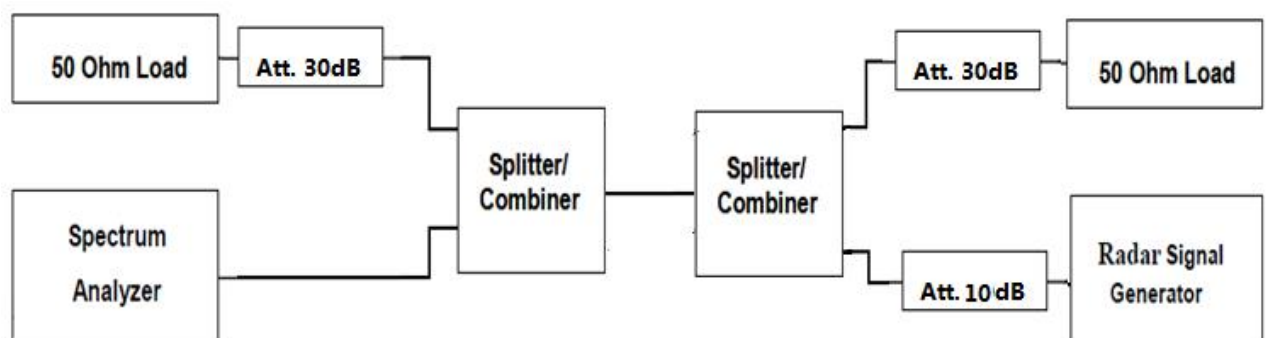 50 Ohm Load
Att. 30dB
Att. 30dB
50 Ohm Load
Splitter/
Combiner
Splitter/
Combiner
Spectrum
Analyzer
Radar Signal
Generator
Att. 10dB